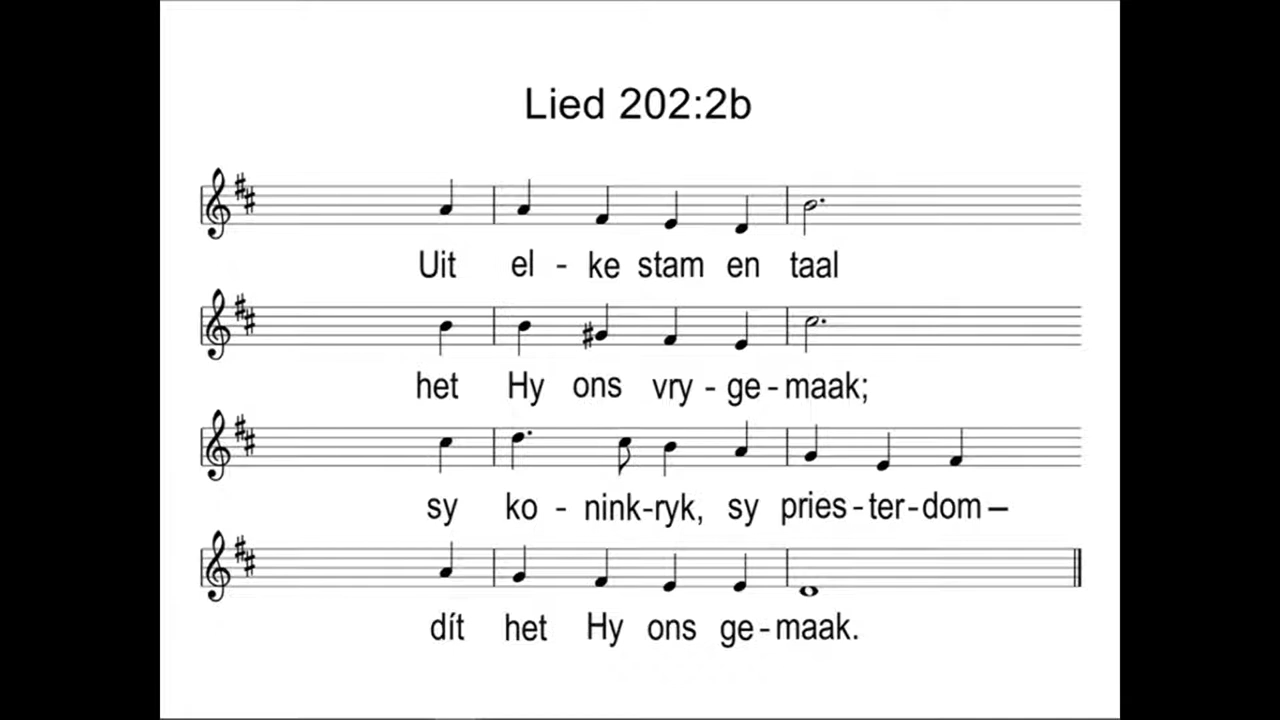 Lied 202:2b
Uit el - ke stam en taal
het Hy ons vry - ge - maak;
sy ko - nink-ryk, sy pries - ter - dom –
dít het Hy ons ge - maak.